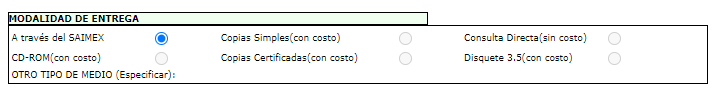 MODALIDAD DE ENTREGA
A través del SAIMEX Copias Simples(con costo) Consulta Directa(sin costo)
CD-ROM(con costo) Copias Certificadas(con costo) Disquete 3.5(con costo)
OTRO TIPO DE MEDIO (Especificar):